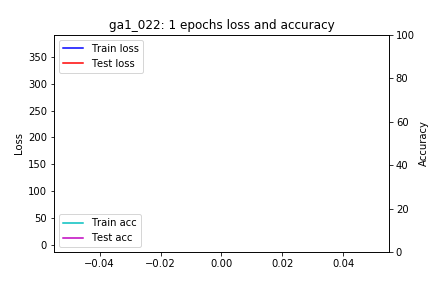 ga1_022: 1 epochs loss and accuracy
Train loss
Test loss
Train acc
Test acc
Loss
350
300
250
200
150
100
50
0
Accuracy
100
80
60
40
20
0
−0.04
−0.02
0.00
0.02
0.04